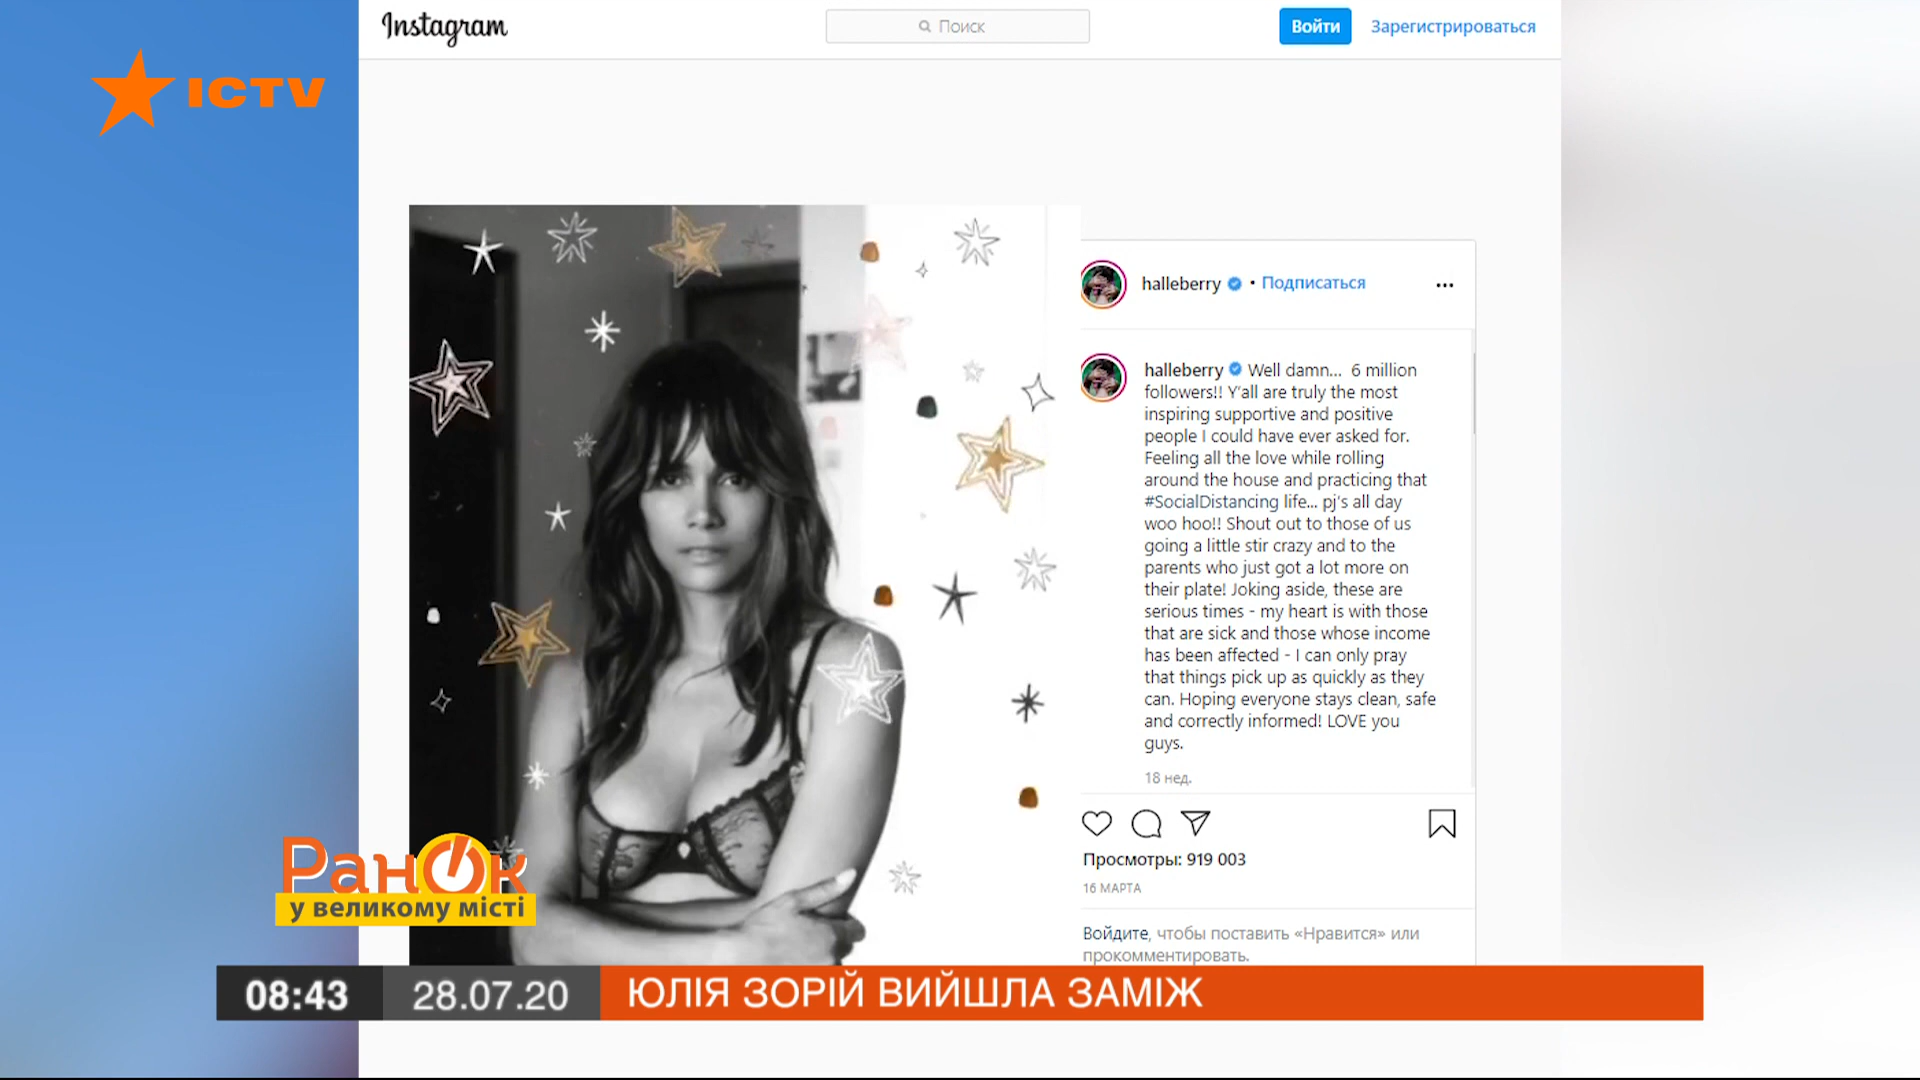 Instagram
Поиск
Войти
Зарегистрироваться
ICTV
halleberry • Подписаться
halleberry Well damn... 6 million
followers!! Y'all are truly the most
inspiring supportive and positive
people I could have ever asked for.
Feeling all the love while rolling
around the house and practicing that
#SocialDistancing life... pj's all day
woo hoo!! Shout out to those of us
going a little stir crazy and to the
parents who just got a lot more on
their plate! Joking aside, these are
serious times - my heart is with those
that are sick and those whose income
has been affected - I can only pray
that things pick up as quickly as they
can. Hoping everyone stays clean, safe
and correctly informed! LOVE you
guys.
18 нед.
Просмотры: 919 003
16 МАРТА
Войдите, чтобы поставить «Нравится» или
прокомментировать.
РанОк
у великому місті
08:43 28.07.20 ЮЛІЯ ЗОРІЙ ВИЙШЛА ЗАМІЖ